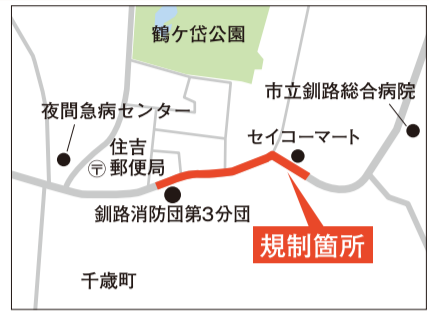 鶴ケ岱公園
市立釧路総合病院
夜間急病センター
セイコーマート
住吉
〒郵便局
釧路消防団第3分団
規制箇所
千歳町